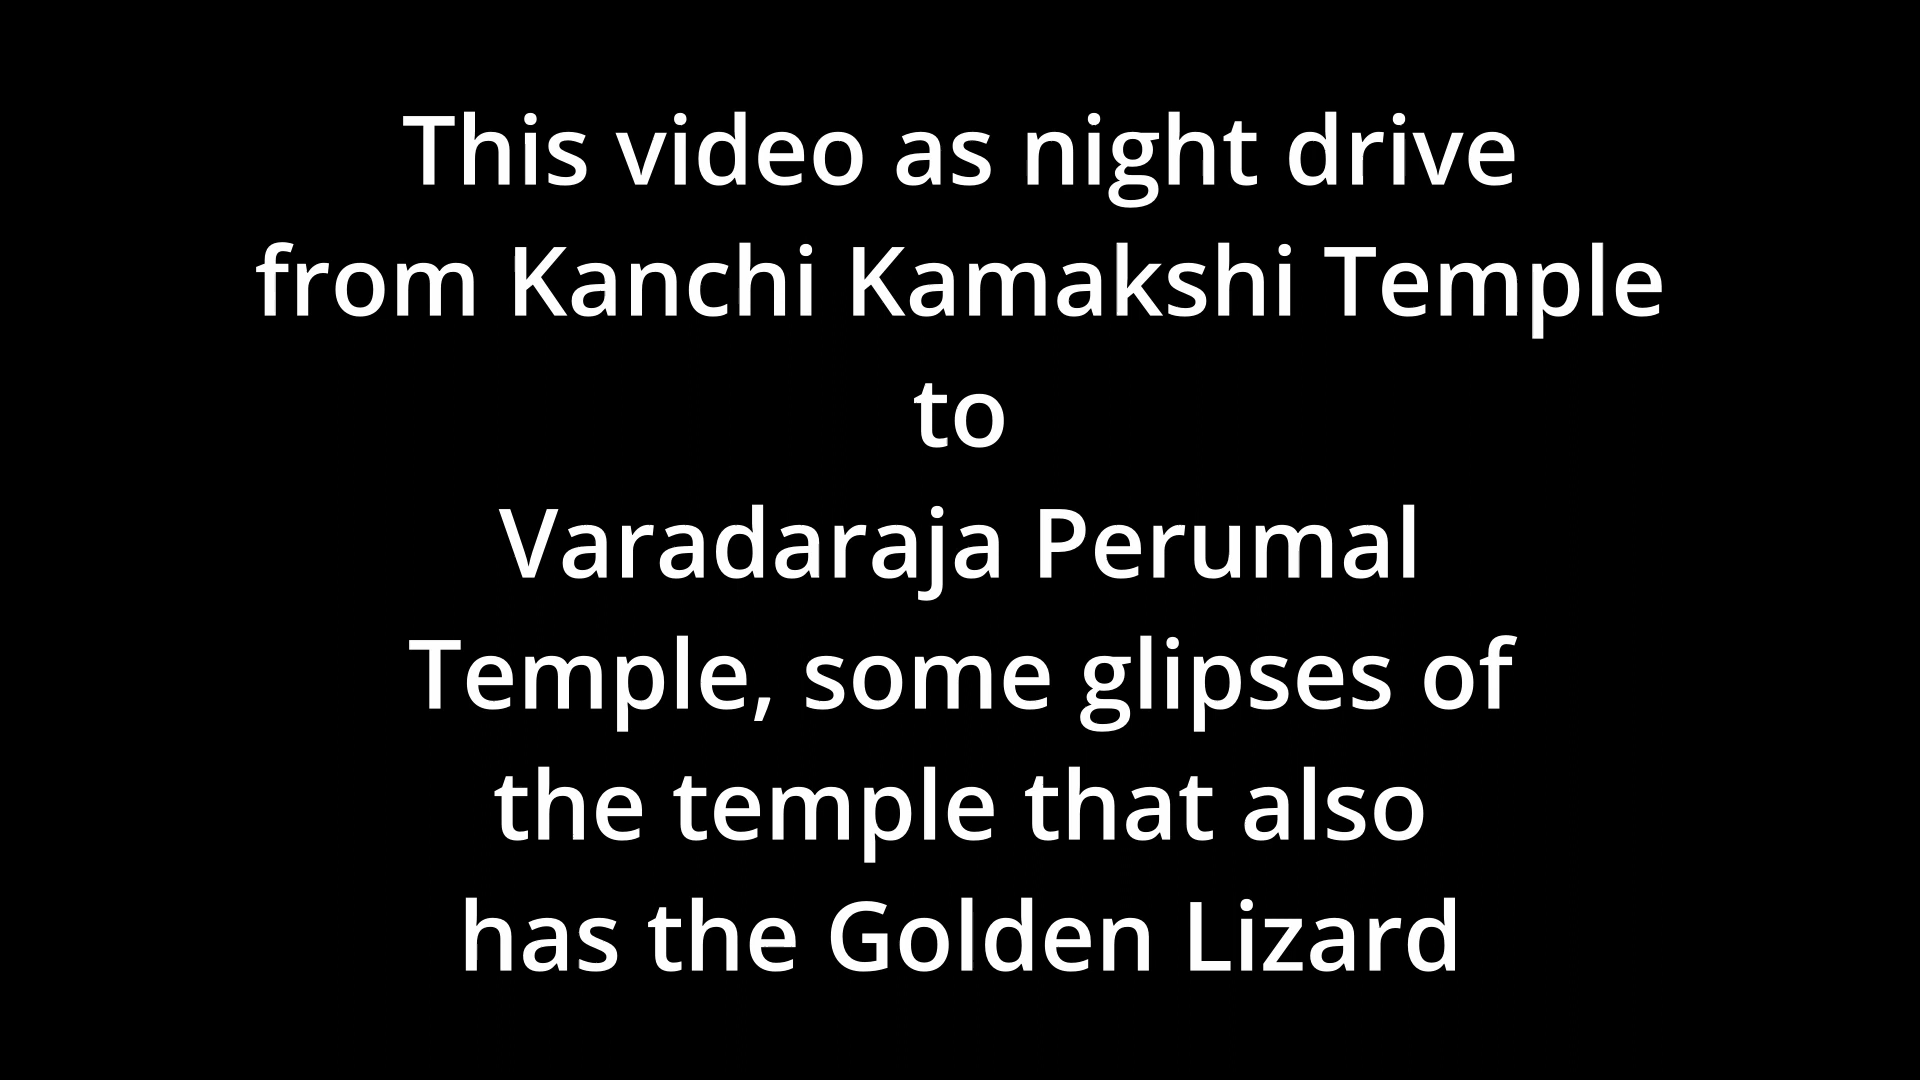 This video as night drive
from Kanchi Kamakshi Temple
to
Varadaraja Perumal
Temple, some glipses of
the temple that also
has the Golden Lizard